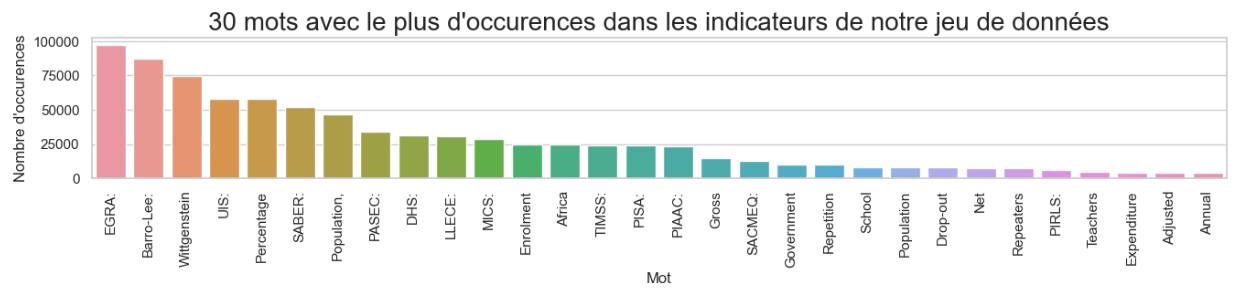 30 mots avec le plus d'occurences dans les indicateurs de notre jeu de données
Nombre d'occurences
100000
75000
50000
25000
0
EGRA:
Barro-Lee:
Wittgenstein
UIS:
Percentage
SABER:
Population,
PASEC:
DHS:
LLECE:
MICS:
Enrolment
Africa
TIMSS:
PISA:
PIAAC:
Gross
SACMEQ:
Government
Repetition
School
Population
Drop-out
Net
Repeaters
PIRLS:
Teachers
Expenditure
Adjusted
Annual
Mot